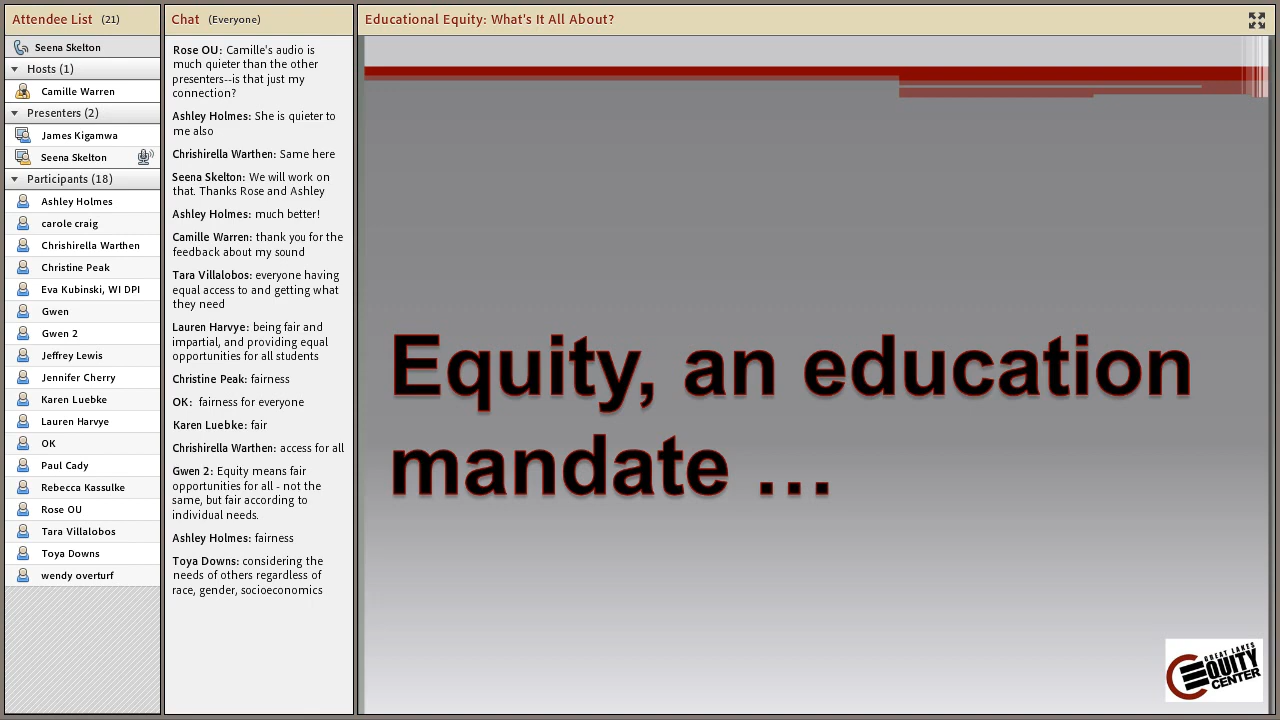 Attendee List (21)
Seena Skelton
Hosts (1)
Camille Warren
Presenters (2)
James Kigamwa
Seena Skelton
Participants (18)
Ashley Holmes
carole craig
Chrishirella Warthen
Christine Peak
Eva Kubinski, WI DPI
Gwen
Gwen 2
Jeffrey Lewis
Jennifer Cherry
Karen Luebke
Lauren Harvye
OK
Paul Cady
Rebecca Kassulke
Rose OU
Tara Villalobos
Toya Downs
wendy overturf
Chat (Everyone)
Rose OU: Camille's audio is
much quieter than the other
presenters--is that just my
connection?
Ashley Holmes: She is quieter to
me also
Chrishirella Warthen: Same here
Seena Skelton: We will work on
that. Thanks Rose and Ashley
Ashley Holmes: much better!
Camille Warren: thank you for the
feedback about my sound
Tara Villalobos: everyone having
equal access to and getting what
they need
Lauren Harvye: being fair and
impartial, and providing equal
opportunities for all students
Christine Peak: fairness
OK: fairness for everyone
Karen Luebke: fair
Chrishirella Warthen: access for all
Gwen 2: Equity means fair
opportunities for all - not the
same, but fair according to
individual needs.
Ashley Holmes: fairness
Toya Downs: considering the
needs of others regardless of
race, gender, socioeconomics
Educational Equity: What's It All About?
Equity, an education
mandate ...
GREAT LAKES
EQUITY
CENTER